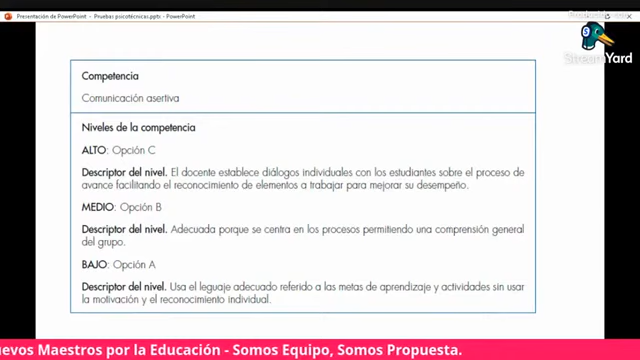 Presentación de PowerPoint - Pruebas psicotécnicas.pptx - PowerPoint
StreamYard
Competencia
Comunicación asertiva
Niveles de la competencia
ALTO: Opción C
Descriptor del nivel. El docente establece diálogos individuales con los estudiantes sobre el proceso de
avance facilitando el reconocimiento de elementos a trabajar para mejorar su desempeño.
MEDIO: Opción B
Descriptor del nivel. Adecuada porque se centra en los procesos permitiendo una comprensión general
del grupo.
BAJO: Opción A
Descriptor del nivel. Usa el leguaje adecuado referido a las metas de aprendizaje y actividades sin usar
la motivación y el reconocimiento individual.
uevos Maestros por la Educación - Somos Equipo, Somos Propuesta.